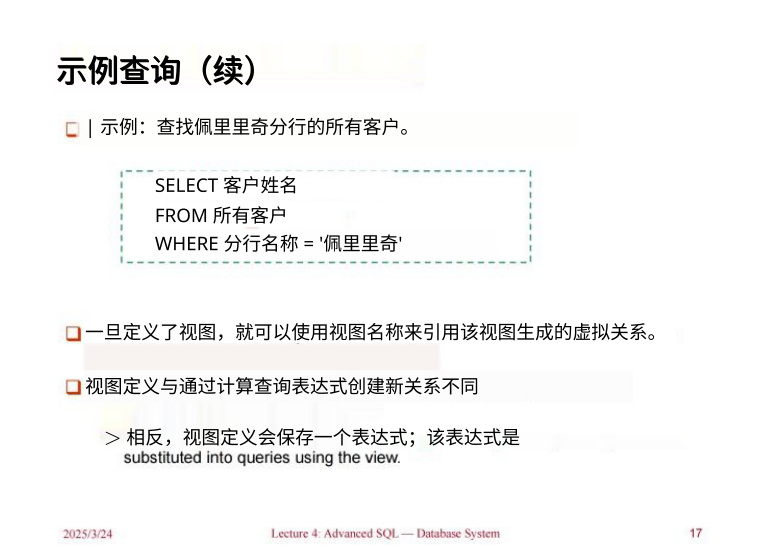 示例查询（续）
| 示例：查找佩里里奇分行的所有客户。
SELECT 客户姓名
FROM 所有客户
WHERE 分行名称 = '佩里里奇'
一旦定义了视图，就可以使用视图名称来引用该视图生成的虚拟关系。
视图定义与通过计算查询表达式创建新关系不同
＞相反，视图定义会保存一个表达式；该表达式是
substituted into queries using the view.
2025/3/24 Lecture 4: Advanced SQL — Database System 17